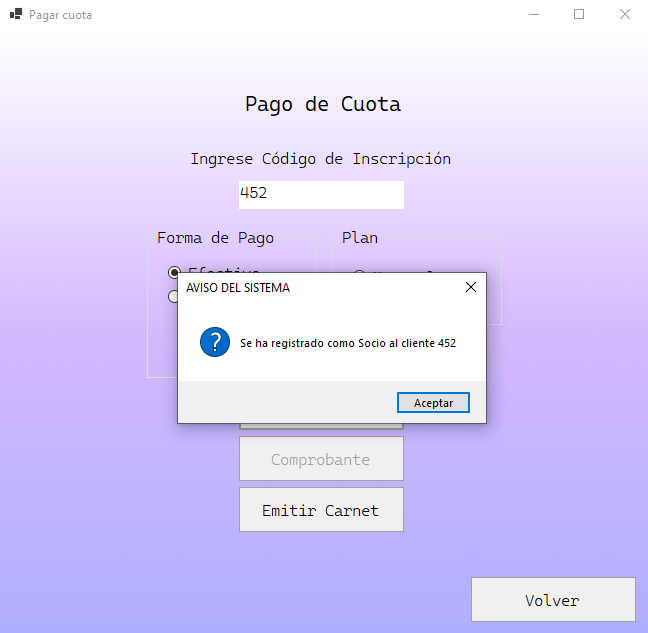 Pagar cuota
Pago de Cuota
Ingrese Código de Inscripción
452
Forma de Pago
Plan
Efectivo
AVISO DEL SISTEMA
Se ha registrado como Socio al cliente 452
Aceptar
Comprobante
Emitir Carnet
Volver